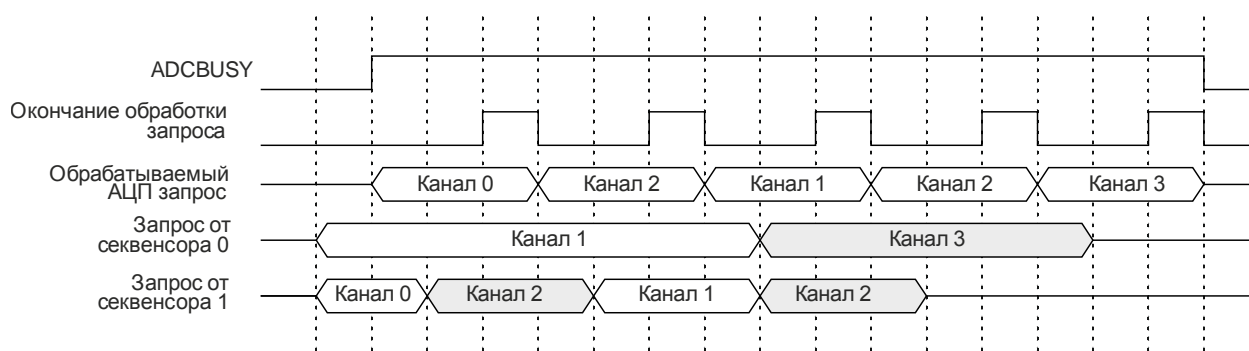 ADCBUSY
Окончание обработки
запроса
Обрабатываемый
АЦП запрос
Канал 0
Канал 2
Канал 1
Канал 2
Канал 3
Запрос от
секвенсора 0
Канал 1
Канал 3
Запрос от
секвенсора 1
Канал 0
Канал 2
Канал 1
Канал 2